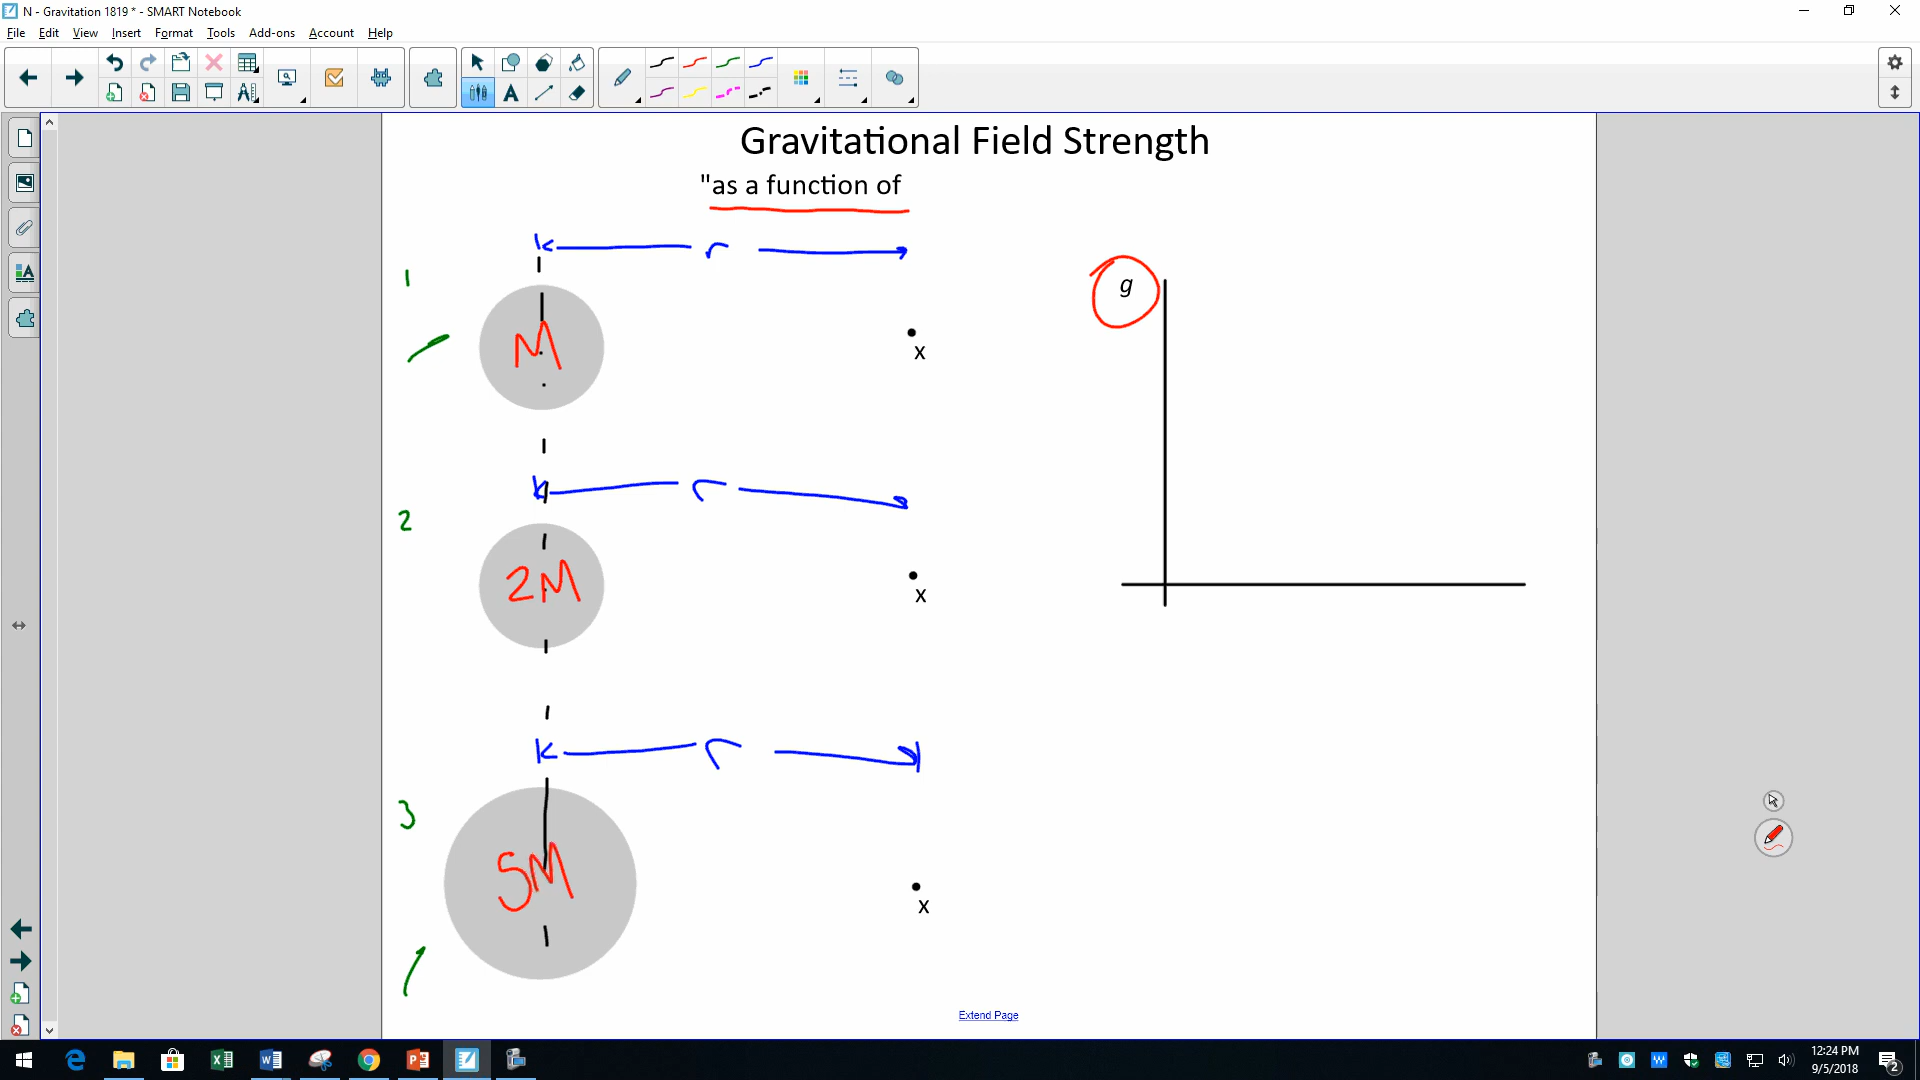 N - Gravitation 1819 * - SMART Notebook
File Edit View Insert Format Tools Add-ons Account Help
Gravitational Field Strength
"as a function of
r
1
g
M
x
r
2
2M
x
r
3
5M
x
Extend Page
12:24 PM
9/5/2018
2